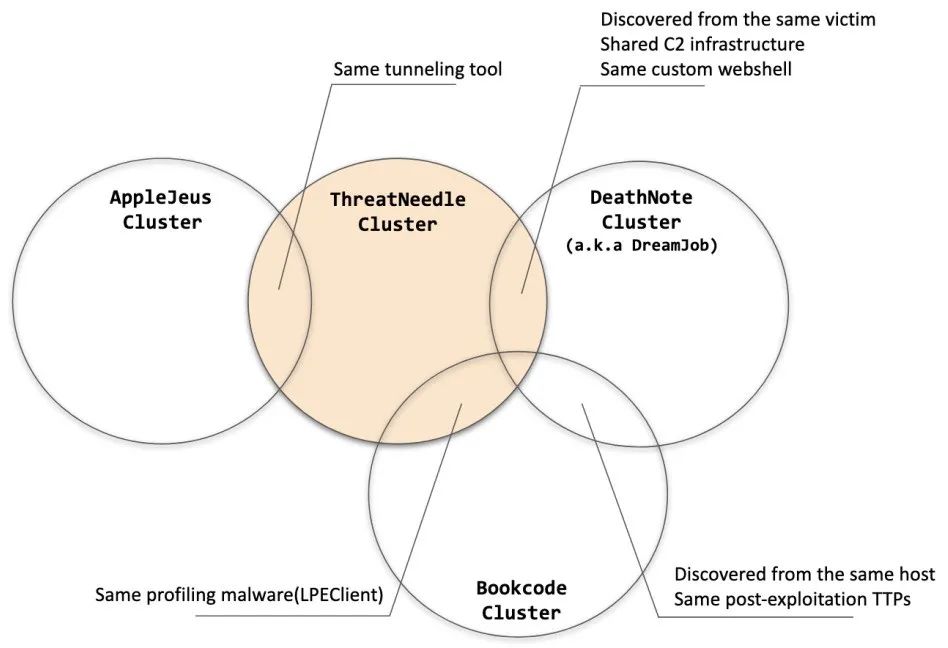 Discovered from the same victim
Shared C2 infrastructure
Same custom webshell
Same tunneling tool
AppleJeus
Cluster
ThreatNeedle
Cluster
DeathNote
Cluster
(a.k.a DreamJob)
Same profiling malware(LPEClient)
Bookcode
Cluster
Discovered from the same host
Same post-exploitation TTPs